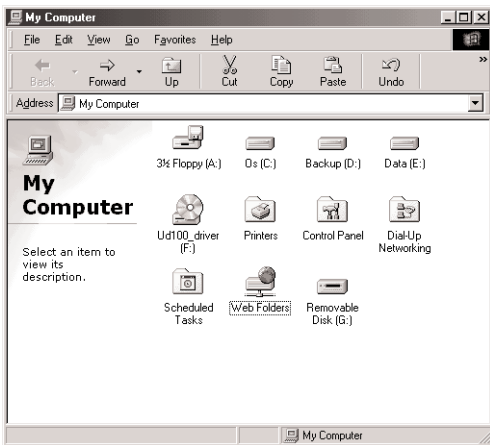 My Computer
File Edit View Go Favorites Help
Back Forward Up Cut Copy Paste Undo »
Address My Computer
My
Computer
Select an item to
view its
description.
3½ Floppy (A:) Os (C:) Backup (D:) Data (E:)
Ud100_driver
(F:)
Printers
Control Panel
Dial-Up
Networking
Scheduled
Tasks
Web Folders
Removable
Disk (G:)
My Computer